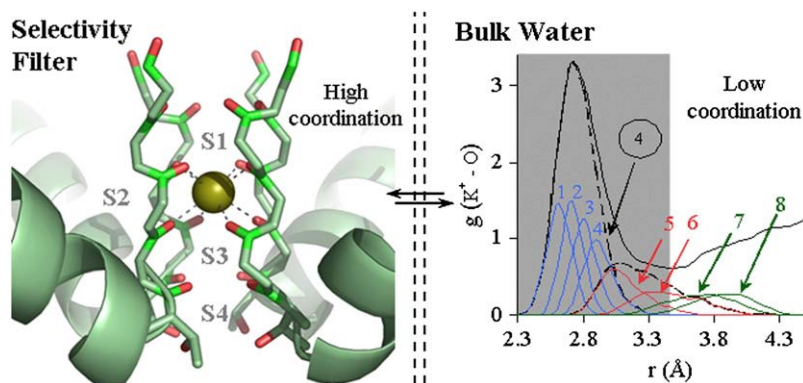 Selectivity
Filter
High
coordination
S1
S2
S3
S4
Bulk Water
Low
coordination
g (K⁺ - O)
3
2
1
0
4
1
2
3
4
5
6
7
8
2.3 2.8 3.3 3.8 4.3
r (Å)